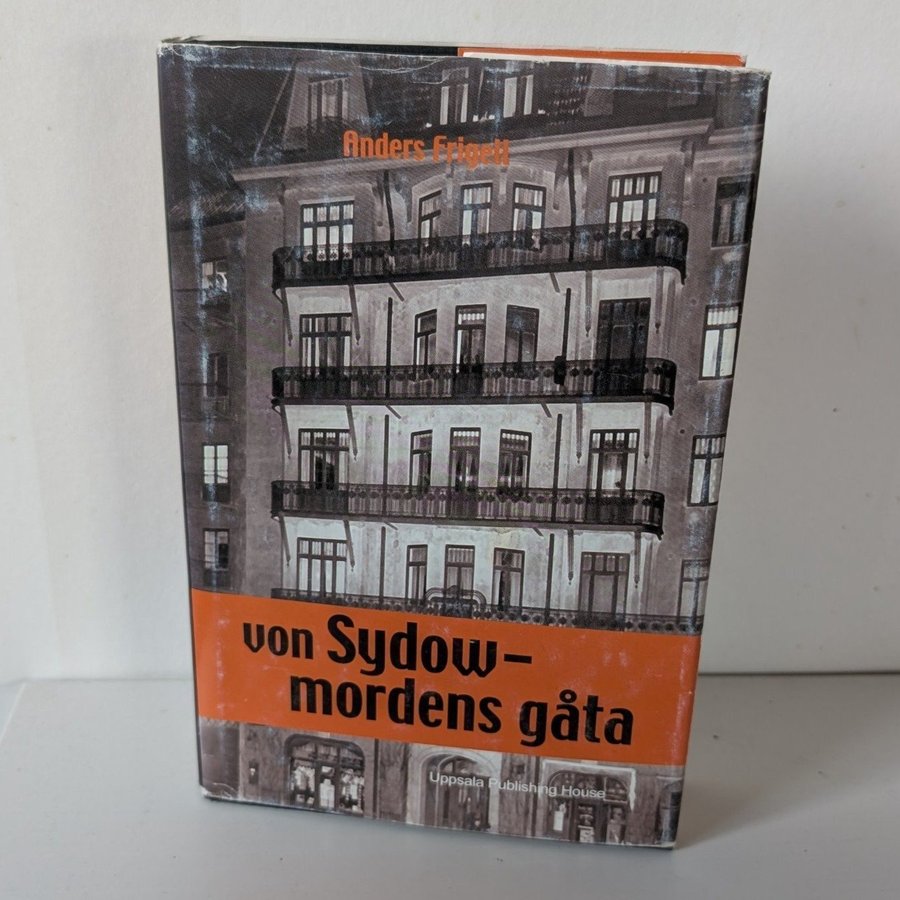 Anders Frigell
von Sydow-
mordens gåta
Uppsala Publishing House